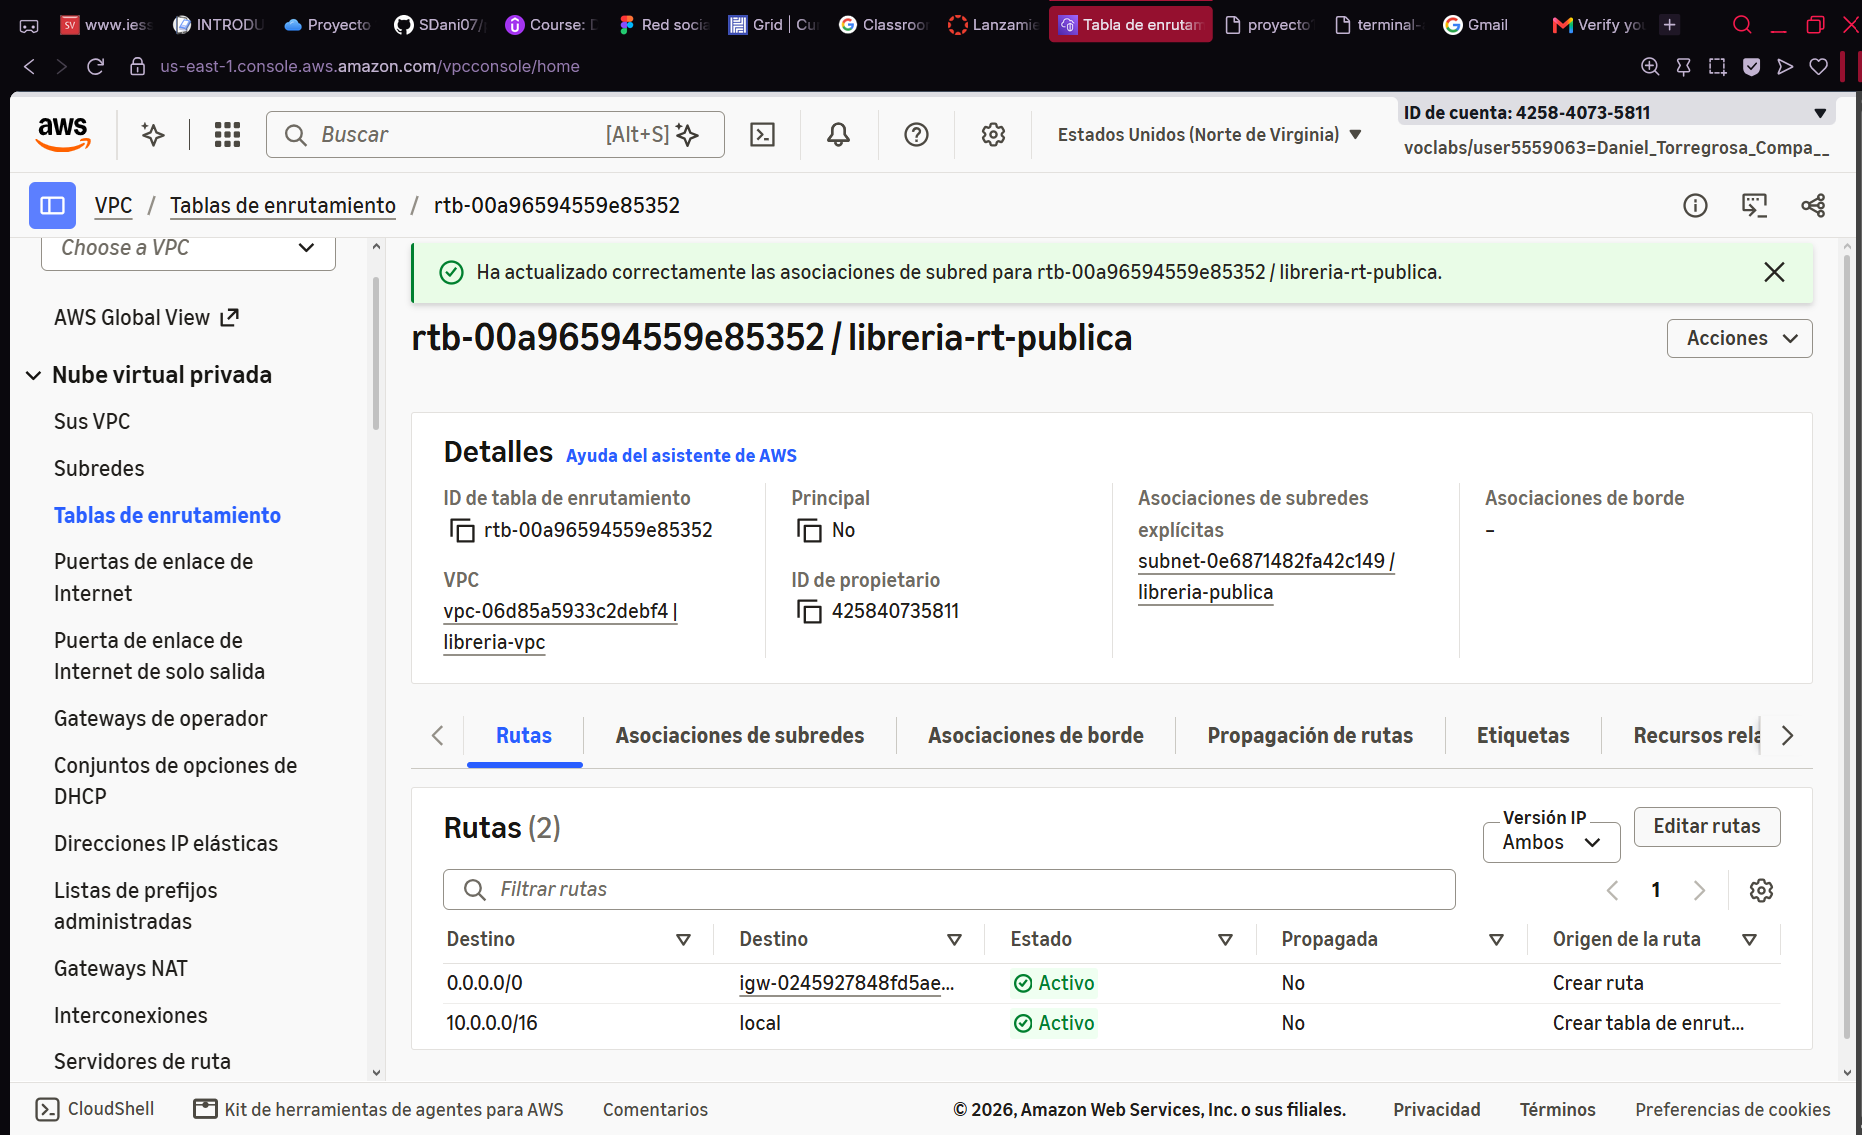 www.iess
INTRODU
Proyecto
SDani07/
Course: D
Red socia
Grid | Cu
Classroom
Lanzamie
Tabla de enrutam
proyecto
terminal-
Gmail
Verify yo
us-east-1.console.aws.amazon.com/vpcconsole/home
aws
Buscar
[Alt+S]
Estados Unidos (Norte de Virginia)
ID de cuenta: 4258-4073-5811
voclabs/user5559063=Daniel_Torregrosa_Compa__
VPC / Tablas de enrutamiento / rtb-00a96594559e85352
Choose a VPC
AWS Global View
Nube virtual privada
Sus VPC
Subredes
Tablas de enrutamiento
Puertas de enlace de
Internet
Puerta de enlace de
Internet de solo salida
Gateways de operador
Conjuntos de opciones de
DHCP
Direcciones IP elásticas
Listas de prefijos
administradas
Gateways NAT
Interconexiones
Servidores de ruta
Ha actualizado correctamente las asociaciones de subred para rtb-00a96594559e85352 / libreria-rt-publica.
rtb-00a96594559e85352 / libreria-rt-publica
Acciones
Detalles
Ayuda del asistente de AWS
ID de tabla de enrutamiento
rtb-00a96594559e85352
VPC
vpc-06d85a5933c2debf4 |
libreria-vpc
Principal
No
ID de propietario
425840735811
Asociaciones de subredes
explícitas
subnet-0e6871482fa42c149 /
libreria-publica
Asociaciones de borde
–
Rutas
Asociaciones de subredes
Asociaciones de borde
Propagación de rutas
Etiquetas
Recursos rela
Rutas (2)
Versión IP
Ambos
Editar rutas
Filtrar rutas
1
Destino Destino Estado Propagada Origen de la ruta
0.0.0.0/0 igw-0245927848fd5ae... Activo No Crear ruta
10.0.0.0/16 local Activo No Crear tabla de enrut...
CloudShell
Kit de herramientas de agentes para AWS
Comentarios
© 2026, Amazon Web Services, Inc. o sus filiales.
Privacidad
Términos
Preferencias de cookies